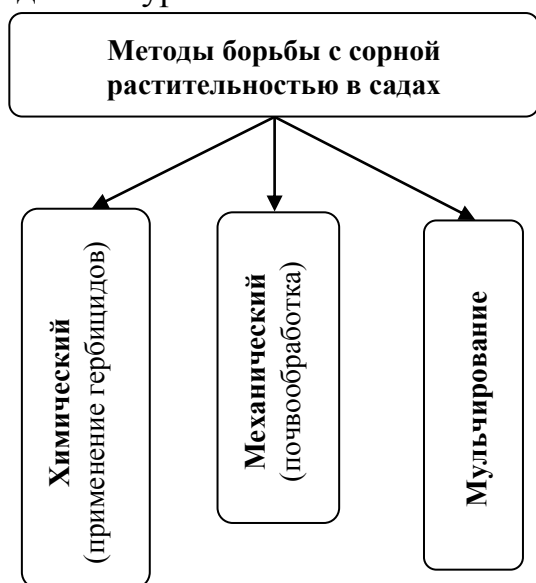 Методы борьбы с сорной
растительностью в садах
Химический
(применение гербицидов)
Механический
(почвообработка)
Мульчирование